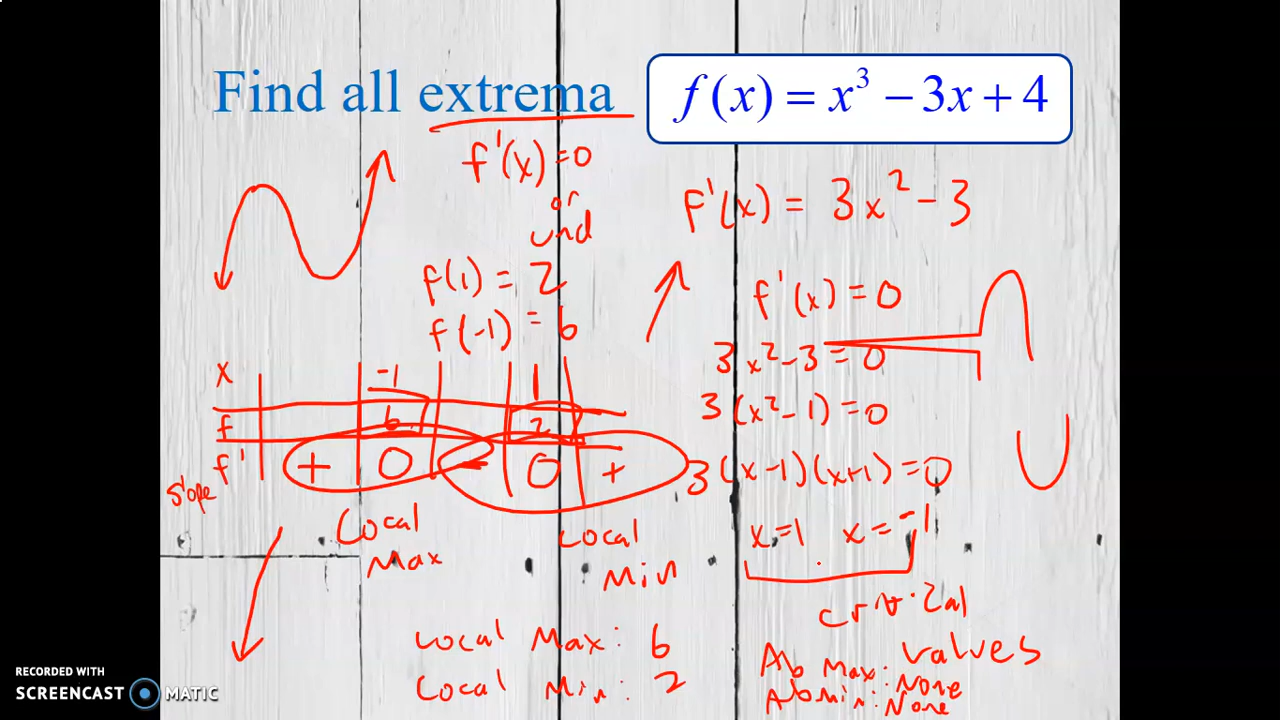 Find all extrema
f(x) = x³ − 3x + 4
f'(x) = 0
or
und
f(1) = 2
f(-1) = 6
x -1 1
f 6 2
f' + 0 - 0 +
slope
Local
Max
Local
Min
Local Max: 6
Local Min: 2
f'(x) = 3x² - 3
f'(x) = 0
3x² - 3 = 0
3(x² - 1) = 0
3(x-1)(x+1) = 0
x=1 x=-1
critical
values
Ab Max: None
Ab Min: None
RECORDED WITH
SCREENCAST MATIC